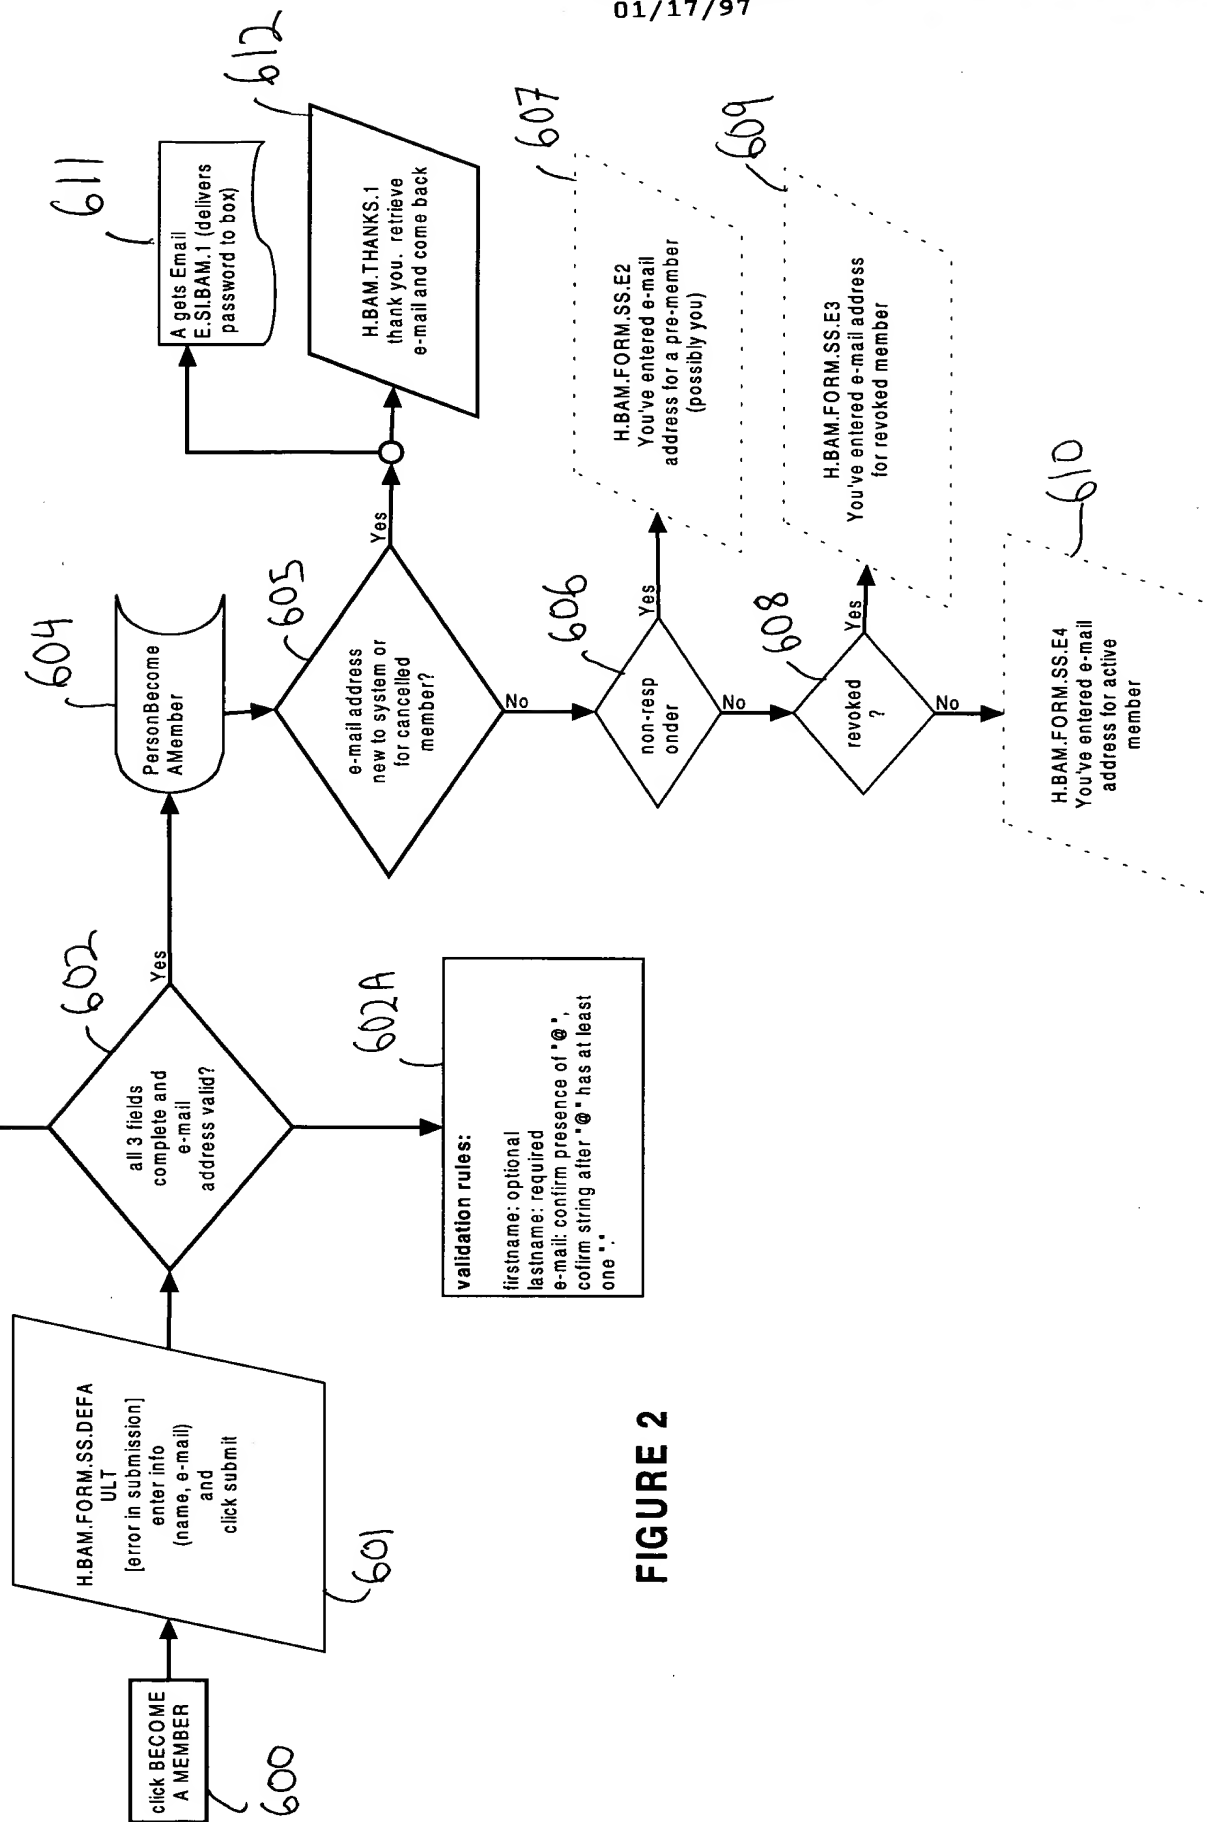 01/17/97
click BECOME
A MEMBER
600
H.BAM.FORM.SS.DEFA
ULT
[error in submission]
enter info
(name, e-mail)
and
click submit
601
all 3 fields
complete and
e-mail
address valid?
602
Yes
validation rules:
firstname: optional
lastname: required
e-mail: confirm presence of "@",
cofirm string after "@" has at least
one "."
602A
PersonBecome
AMember
604
e-mail address
new to system or
for cancelled
member?
605
Yes
No
A gets Email
E.SI.BAM.1 (delivers
password to box)
611
H.BAM.THANKS.1
thank you. retrieve
e-mail and come back
612
non-resp
onder
606
Yes
No
H.BAM.FORM.SS.E2
You've entered e-mail
address for a pre-member
(possibly you)
607
revoked
?
608
Yes
No
H.BAM.FORM.SS.E3
You've entered e-mail address
for revoked member
609
H.BAM.FORM.SS.E4
You've entered e-mail
address for active
member
610
FIGURE 2